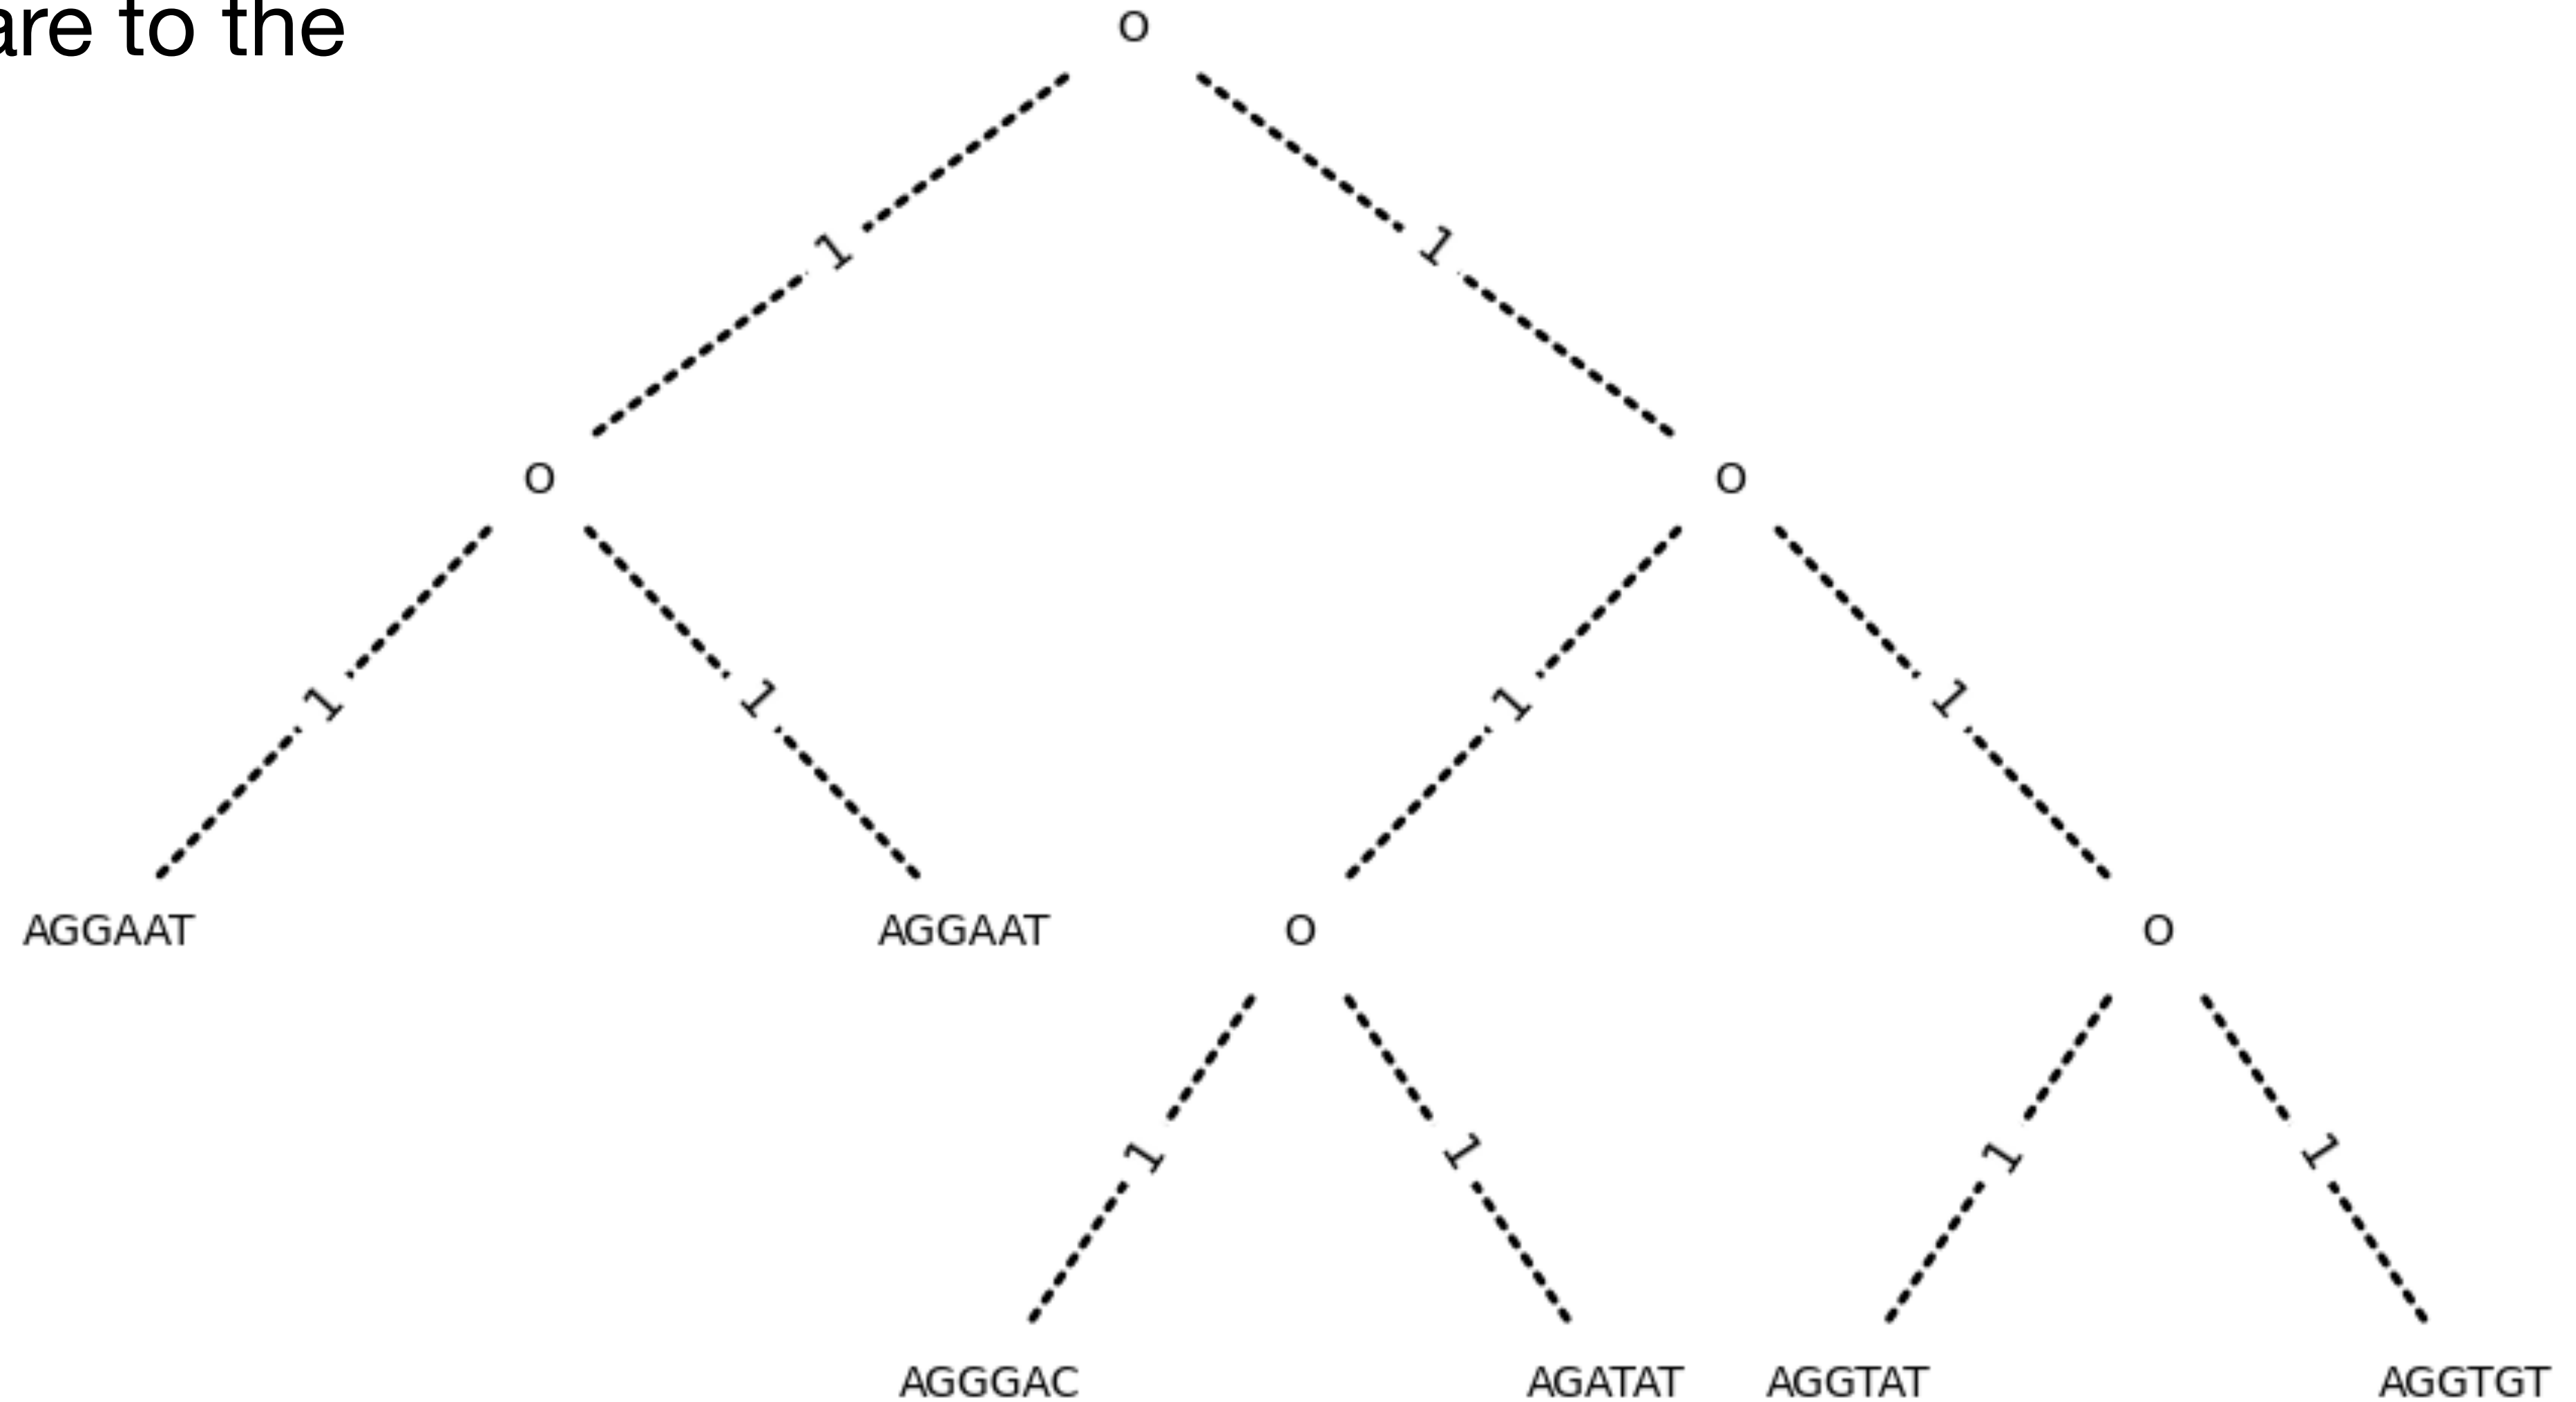 are to the
O
1 1
O O
1 1 1 1
AGGAAT AGGAAT O O
1 1 1 1
AGGGAC AGATAT AGGTAT AGGTGT